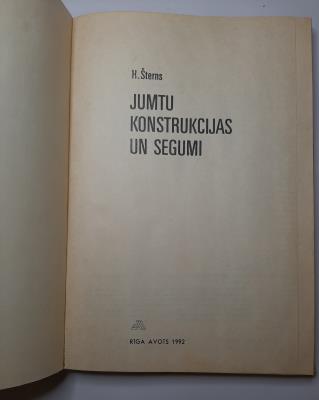 H. Šterns
JUMTU
KONSTRUKCIJAS
UN SEGUMI
RĪGA AVOTS 1992